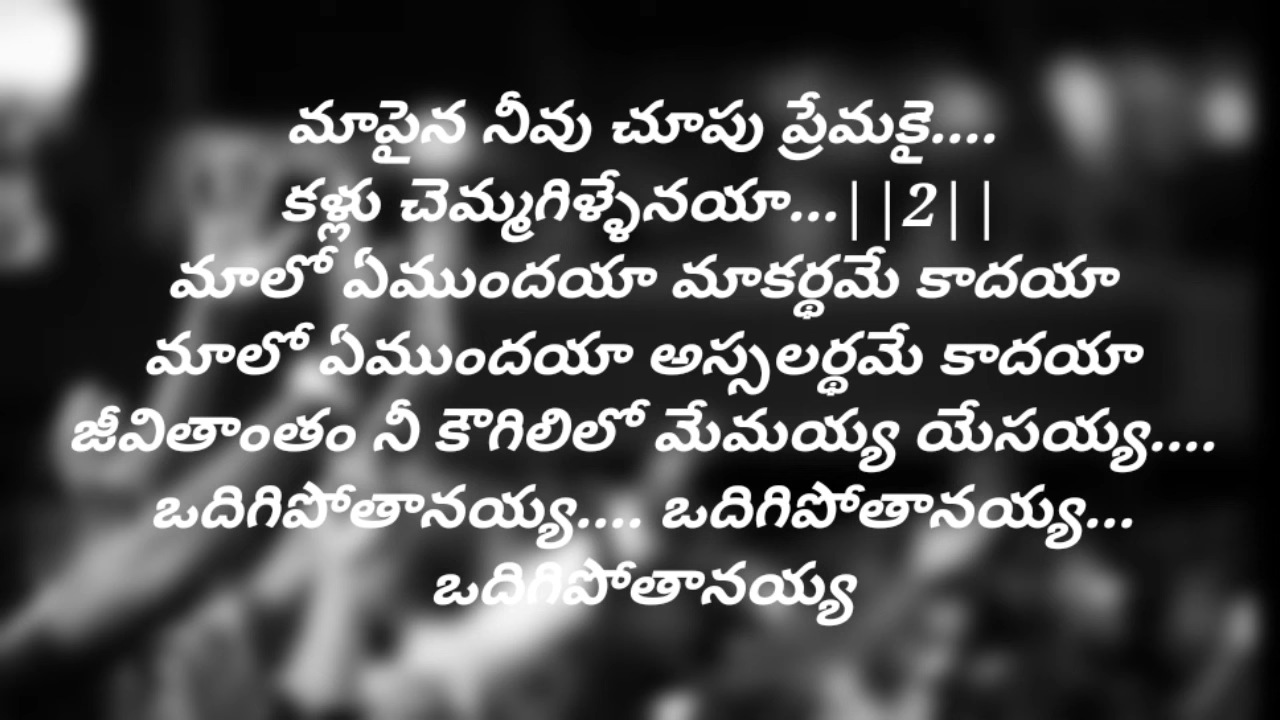 మాపైన నీవు చూపు ప్రేమకై....
కళ్లు చెమ్మగిళ్ళేనయా...||2||
మాలో ఏముందయా మాకర్థమే కాదయా
మాలో ఏముందయా అస్సలర్థమే కాదయా
జీవితాంతం నీ కౌగిలిలో మేమయ్య యేసయ్య....
ఒదిగిపోతానయ్య.... ఒదిగిపోతానయ్య...
ఒదిగిపోతానయ్య